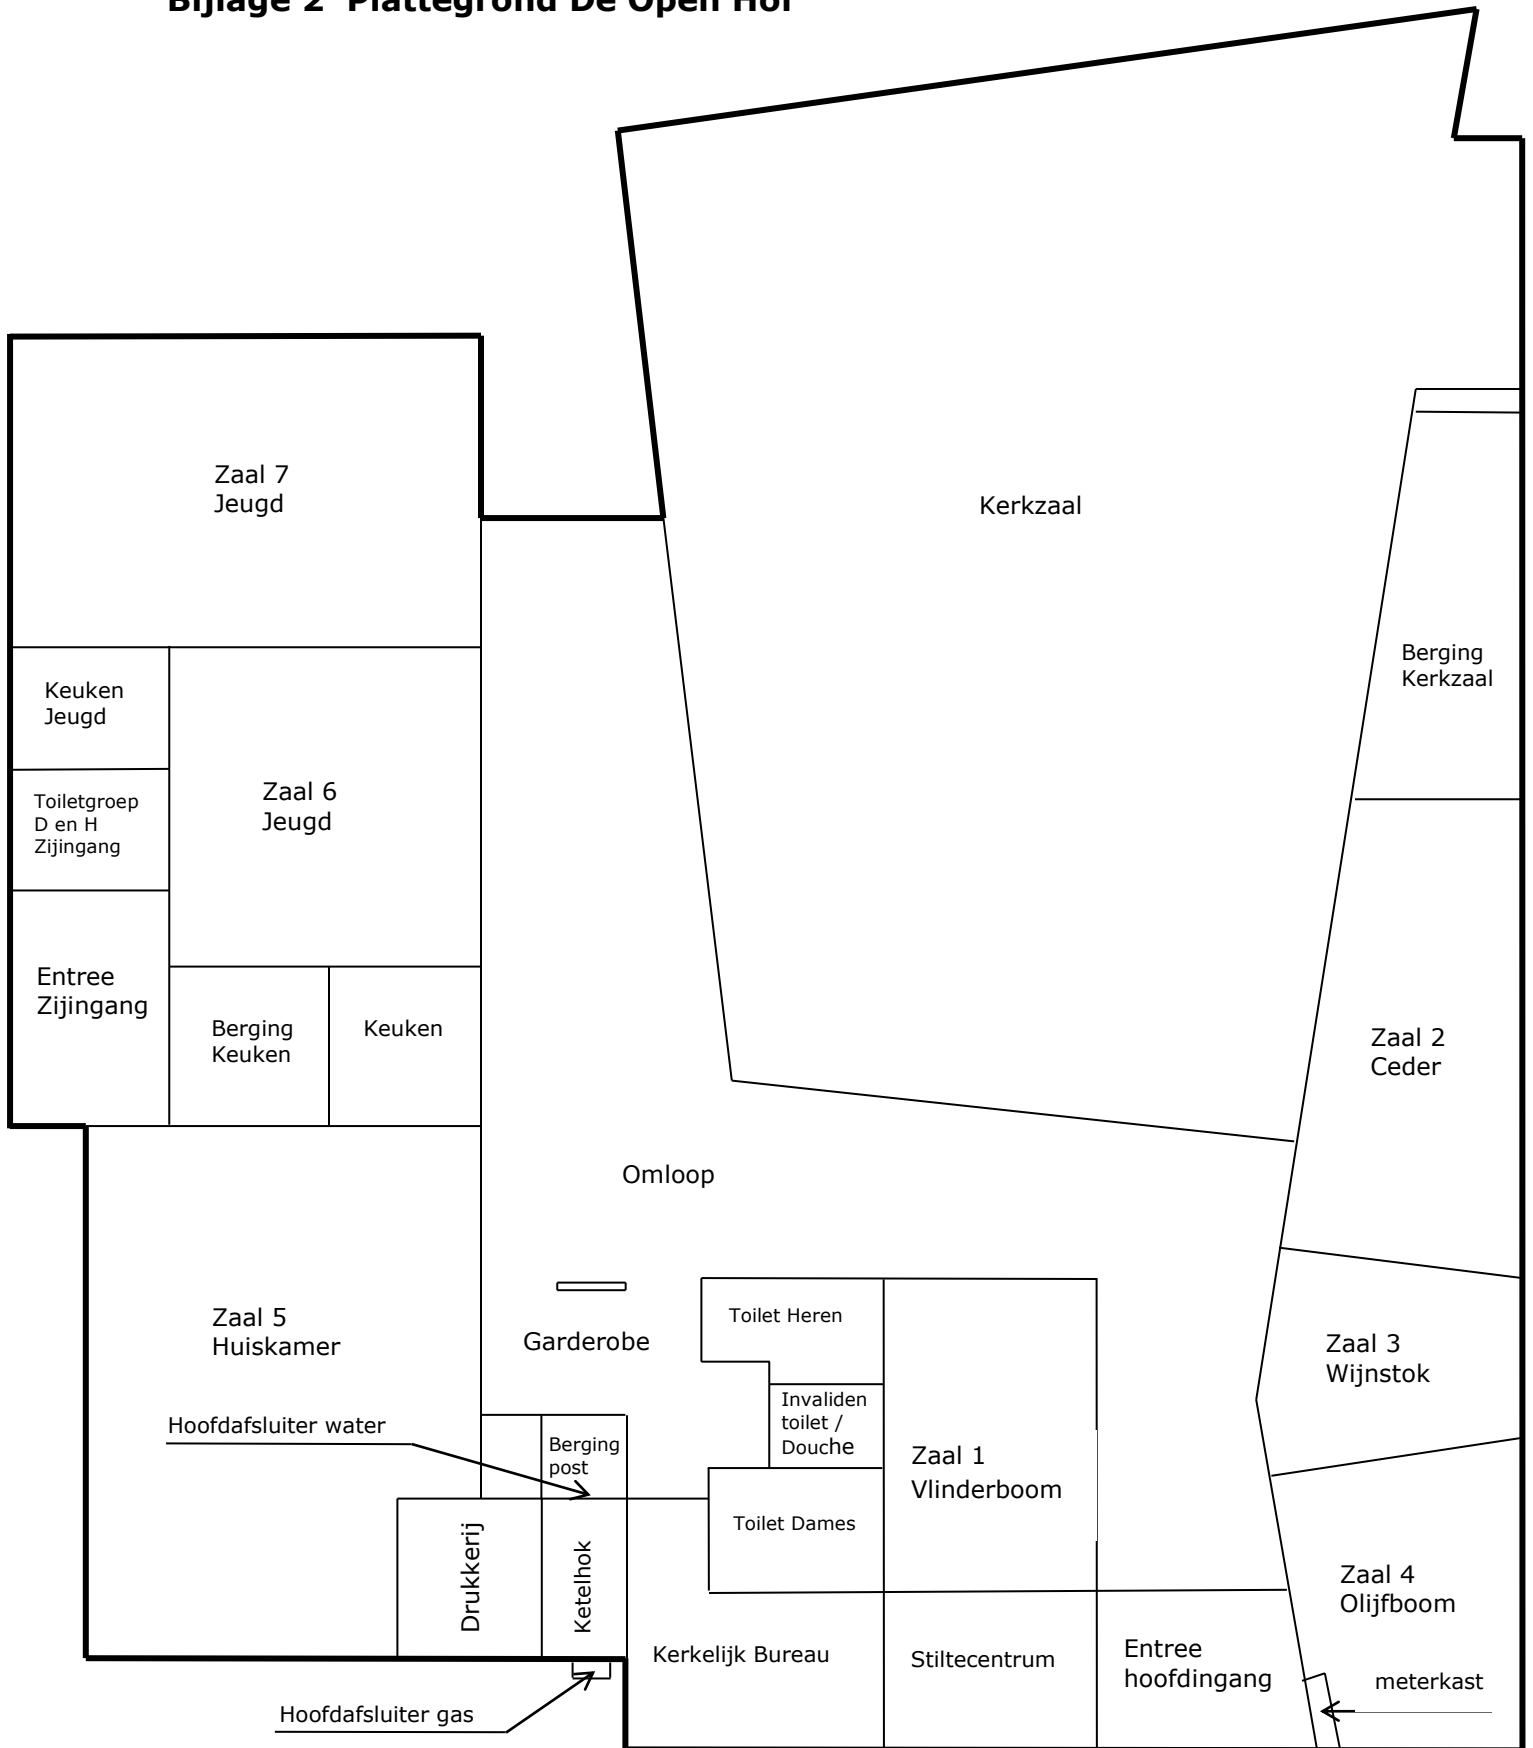 Bijlage 2 Plattegrond De Open Hof
Zaal 7
Jeugd
Kerkzaal
Berging
Kerkzaal
Keuken
Jeugd
Zaal 6
Jeugd
Toiletgroep
D en H
Zijingang
Entree
Zijingang
Berging
Keuken
Keuken
Zaal 2
Ceder
Omloop
Zaal 5
Huiskamer
Garderobe
Toilet Heren
Zaal 3
Wijnstok
Invaliden
toilet /
Douche
Hoofdafsluiter water
Berging
post
Zaal 1
Vlinderboom
Toilet Dames
Drukkerij
Ketelhok
Zaal 4
Olijfboom
Kerkelijk Bureau
Stiltecentrum
Entree
hoofdingang
meterkast
Hoofdafsluiter gas